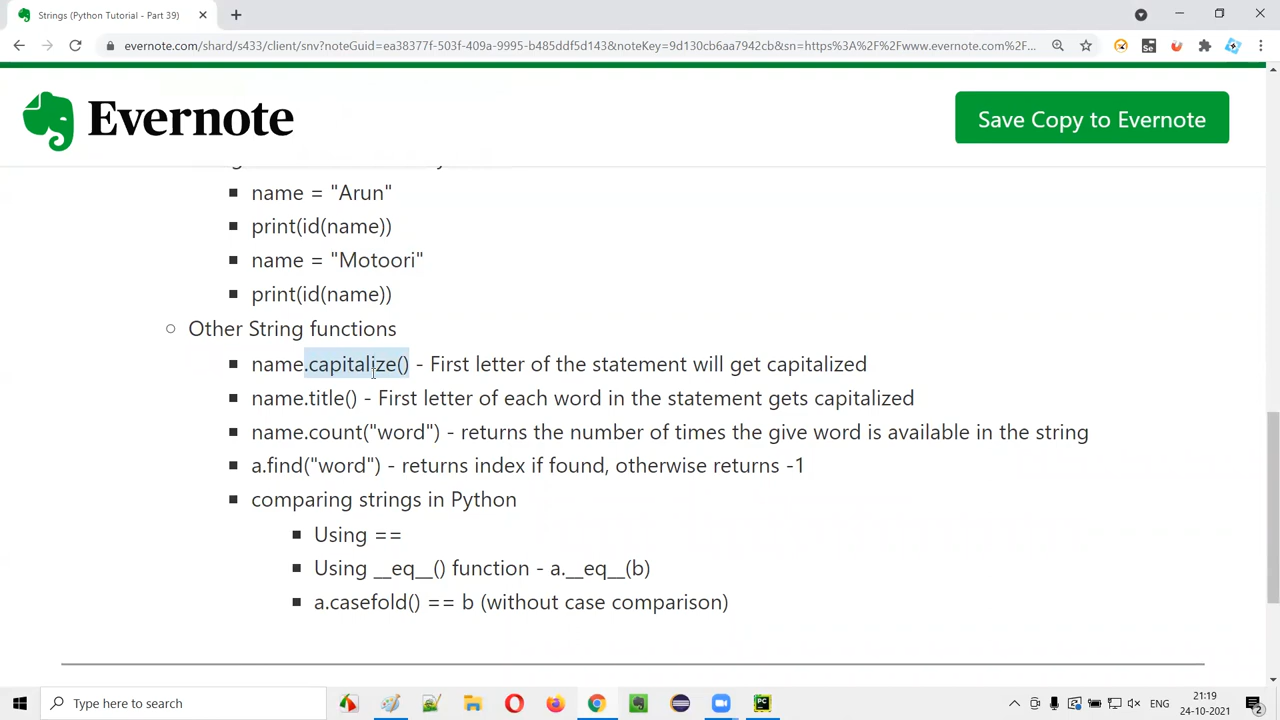 Strings (Python Tutorial - Part 39)
evernote.com/shard/s433/client/snv?noteGuid=ea38377f-503f-409a-9995-b485ddf5d143&noteKey=9d130cb6aa7942cb&sn=https%3A%2F%2Fwww.evernote.com%2F...
Evernote
Save Copy to Evernote
name = "Arun"
print(id(name))
name = "Motoori"
print(id(name))
Other String functions
name.capitalize() - First letter of the statement will get capitalized
name.title() - First letter of each word in the statement gets capitalized
name.count("word") - returns the number of times the give word is available in the string
a.find("word") - returns index if found, otherwise returns -1
comparing strings in Python
Using ==
Using __eq__() function - a.__eq__(b)
a.casefold() == b (without case comparison)
Type here to search
ENG
21:19
24-10-2021
2